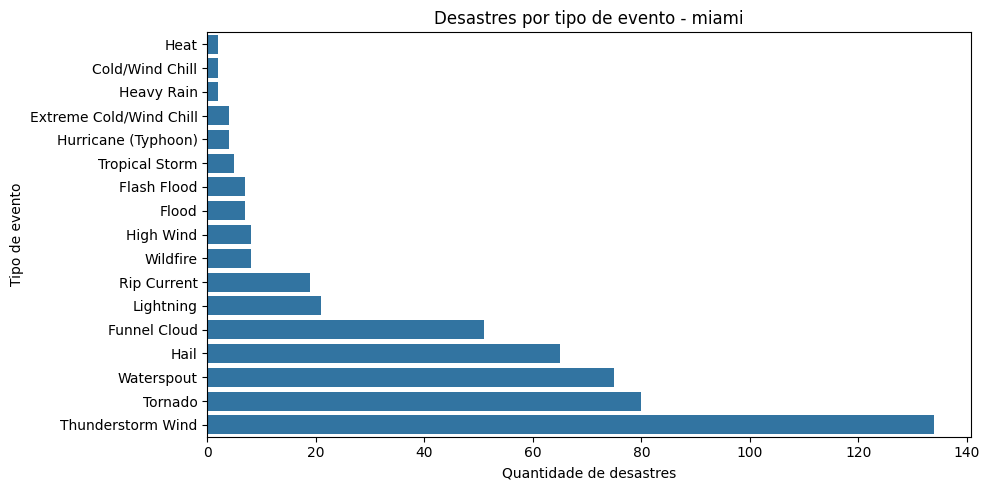 Desastres por tipo de evento - miami
Tipo de evento
Heat
Cold/Wind Chill
Heavy Rain
Extreme Cold/Wind Chill
Hurricane (Typhoon)
Tropical Storm
Flash Flood
Flood
High Wind
Wildfire
Rip Current
Lightning
Funnel Cloud
Hail
Waterspout
Tornado
Thunderstorm Wind
0 20 40 60 80 100 120 140
Quantidade de desastres